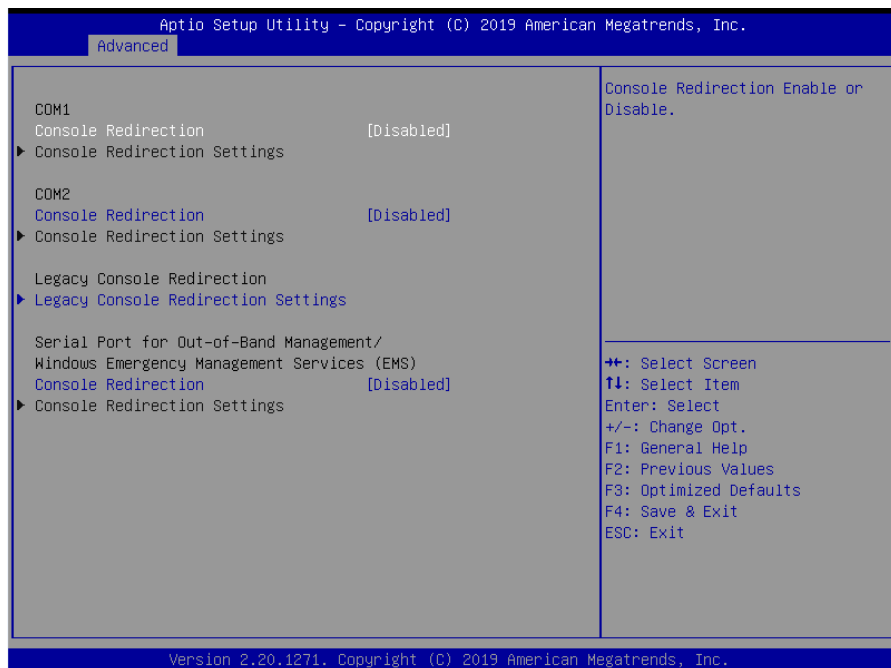 Aptio Setup Utility – Copyright (C) 2019 American Megatrends, Inc.
Advanced
COM1
Console Redirection [Disabled]
Console Redirection Settings
COM2
Console Redirection [Disabled]
Console Redirection Settings
Legacy Console Redirection
Legacy Console Redirection Settings
Serial Port for Out-of-Band Management/
Windows Emergency Management Services (EMS)
Console Redirection [Disabled]
Console Redirection Settings
Console Redirection Enable or
Disable.
→←: Select Screen
↑↓: Select Item
Enter: Select
+/-: Change Opt.
F1: General Help
F2: Previous Values
F3: Optimized Defaults
F4: Save & Exit
ESC: Exit
Version 2.20.1271. Copyright (C) 2019 American Megatrends, Inc.